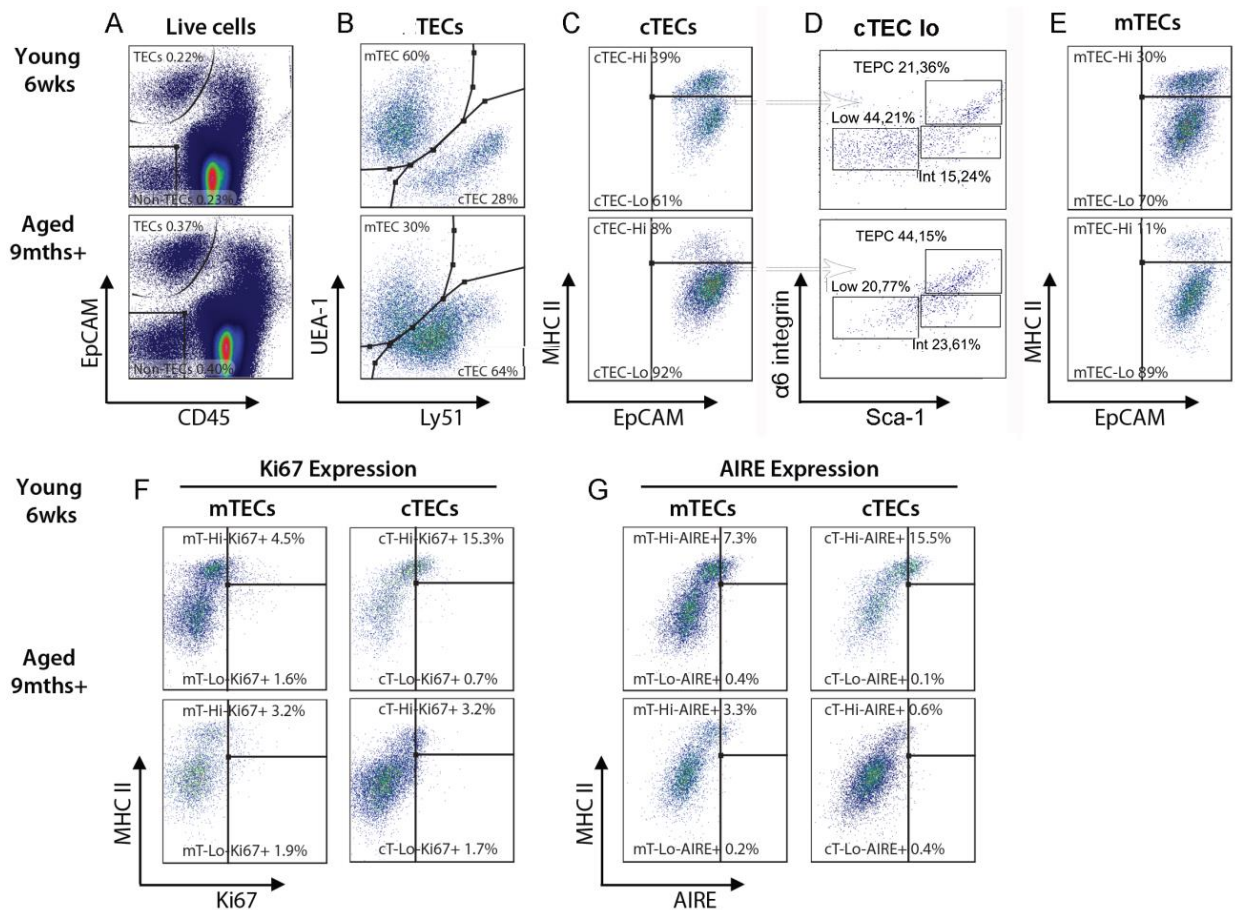 A
Live cells
B
TECs
C
cTECs
D
cTEC lo
E
mTECs
Young
6wks
TECs 0.22%
Non-TECs 0.23%
mTEC 60%
cTEC 28%
cTEC-Hi 39%
cTEC-Lo 61%
TEPC 21,36%
Low 44,21%
Int 15,24%
mTEC-Hi 30%
mTEC-Lo 70%
Aged
9mths+
TECs 0.37%
Non-TECs 0.40%
mTEC 30%
cTEC 64%
cTEC-Hi 8%
cTEC-Lo 92%
TEPC 44,15%
Low 20,77%
Int 23,61%
mTEC-Hi 11%
mTEC-Lo 89%
EpCAM
CD45
UEA-1
Ly51
MHC II
EpCAM
α6 integrin
Sca-1
MHC II
EpCAM
F
Ki67 Expression
mTECs
cTECs
G
AIRE Expression
mTECs
cTECs
Young
6wks
mT-Hi-Ki67+ 4.5%
mT-Lo-Ki67+ 1.6%
cT-Hi-Ki67+ 15.3%
cT-Lo-Ki67+ 0.7%
mT-Hi-AIRE+ 7.3%
mT-Lo-AIRE+ 0.4%
cT-Hi-AIRE+ 15.5%
cT-Lo-AIRE+ 0.1%
Aged
9mths+
mT-Hi-Ki67+ 3.2%
mT-Lo-Ki67+ 1.9%
cT-Hi-Ki67+ 3.2%
cT-Lo-Ki67+ 1.7%
mT-Hi-AIRE+ 3.3%
mT-Lo-AIRE+ 0.2%
cT-Hi-AIRE+ 0.6%
cT-Lo-AIRE+ 0.4%
MHC II
Ki67
MHC II
AIRE